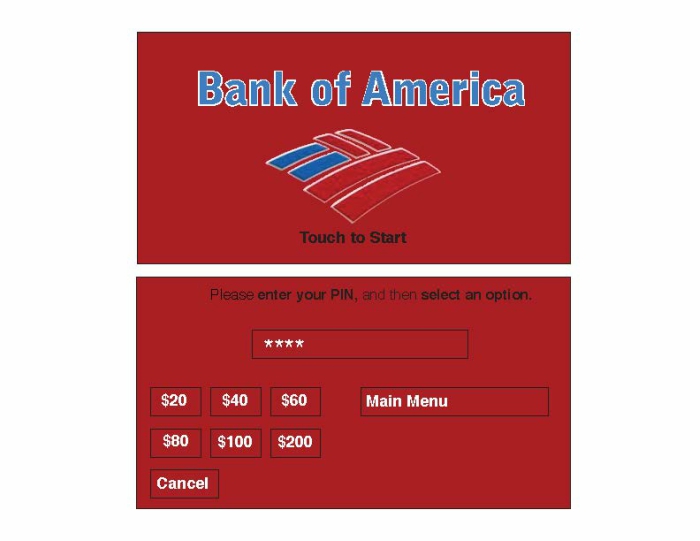 Bank of America
Touch to Start
Please enter your PIN, and then select an option.
****
$20 $40 $60 Main Menu
$80 $100 $200
Cancel